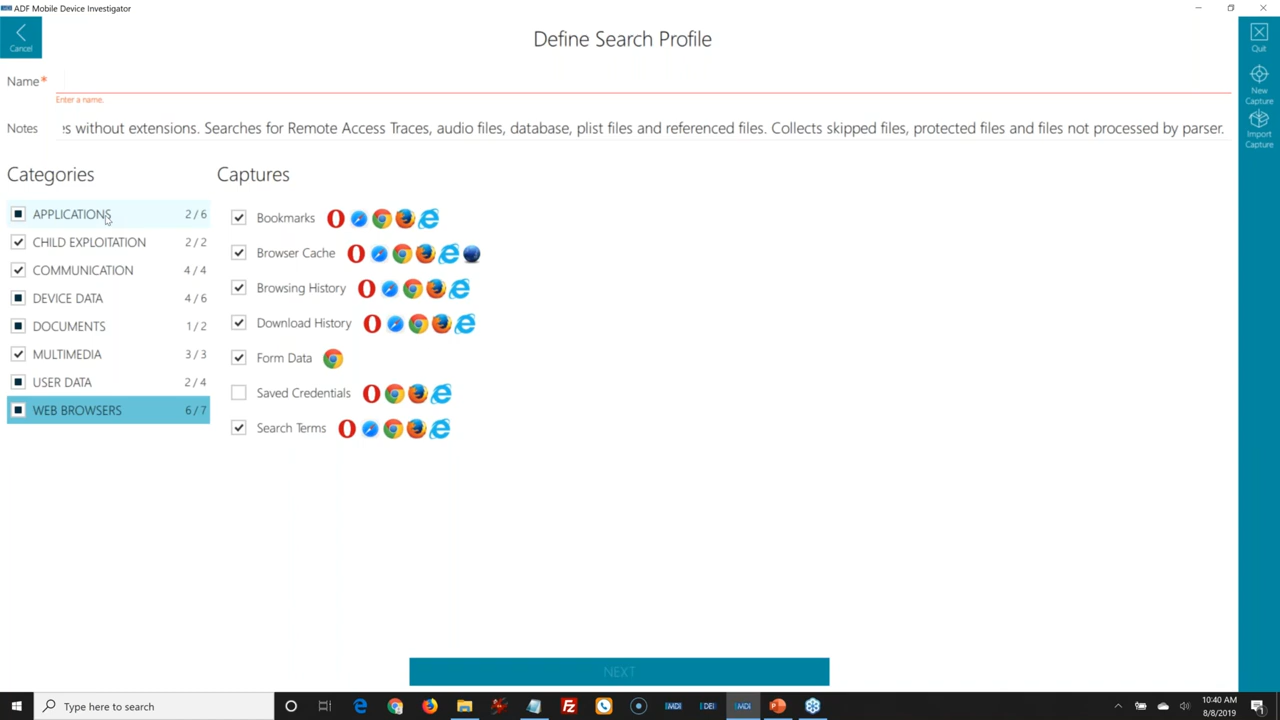 ADF Mobile Device Investigator
Cancel
Define Search Profile
Quit
Name*
Enter a name.
New
Capture
Notes
es without extensions. Searches for Remote Access Traces, audio files, database, plist files and referenced files. Collects skipped files, protected files and files not processed by parser.
Import
Capture
Categories
APPLICATIONS 2 / 6
CHILD EXPLOITATION 2 / 2
COMMUNICATION 4 / 4
DEVICE DATA 4 / 6
DOCUMENTS 1 / 2
MULTIMEDIA 3 / 3
USER DATA 2 / 4
WEB BROWSERS 6 / 7
Captures
Bookmarks
Browser Cache
Browsing History
Download History
Form Data
Saved Credentials
Search Terms
NEXT
Type here to search
MDI
DEI
MDI
10:40 AM
8/8/2019
1